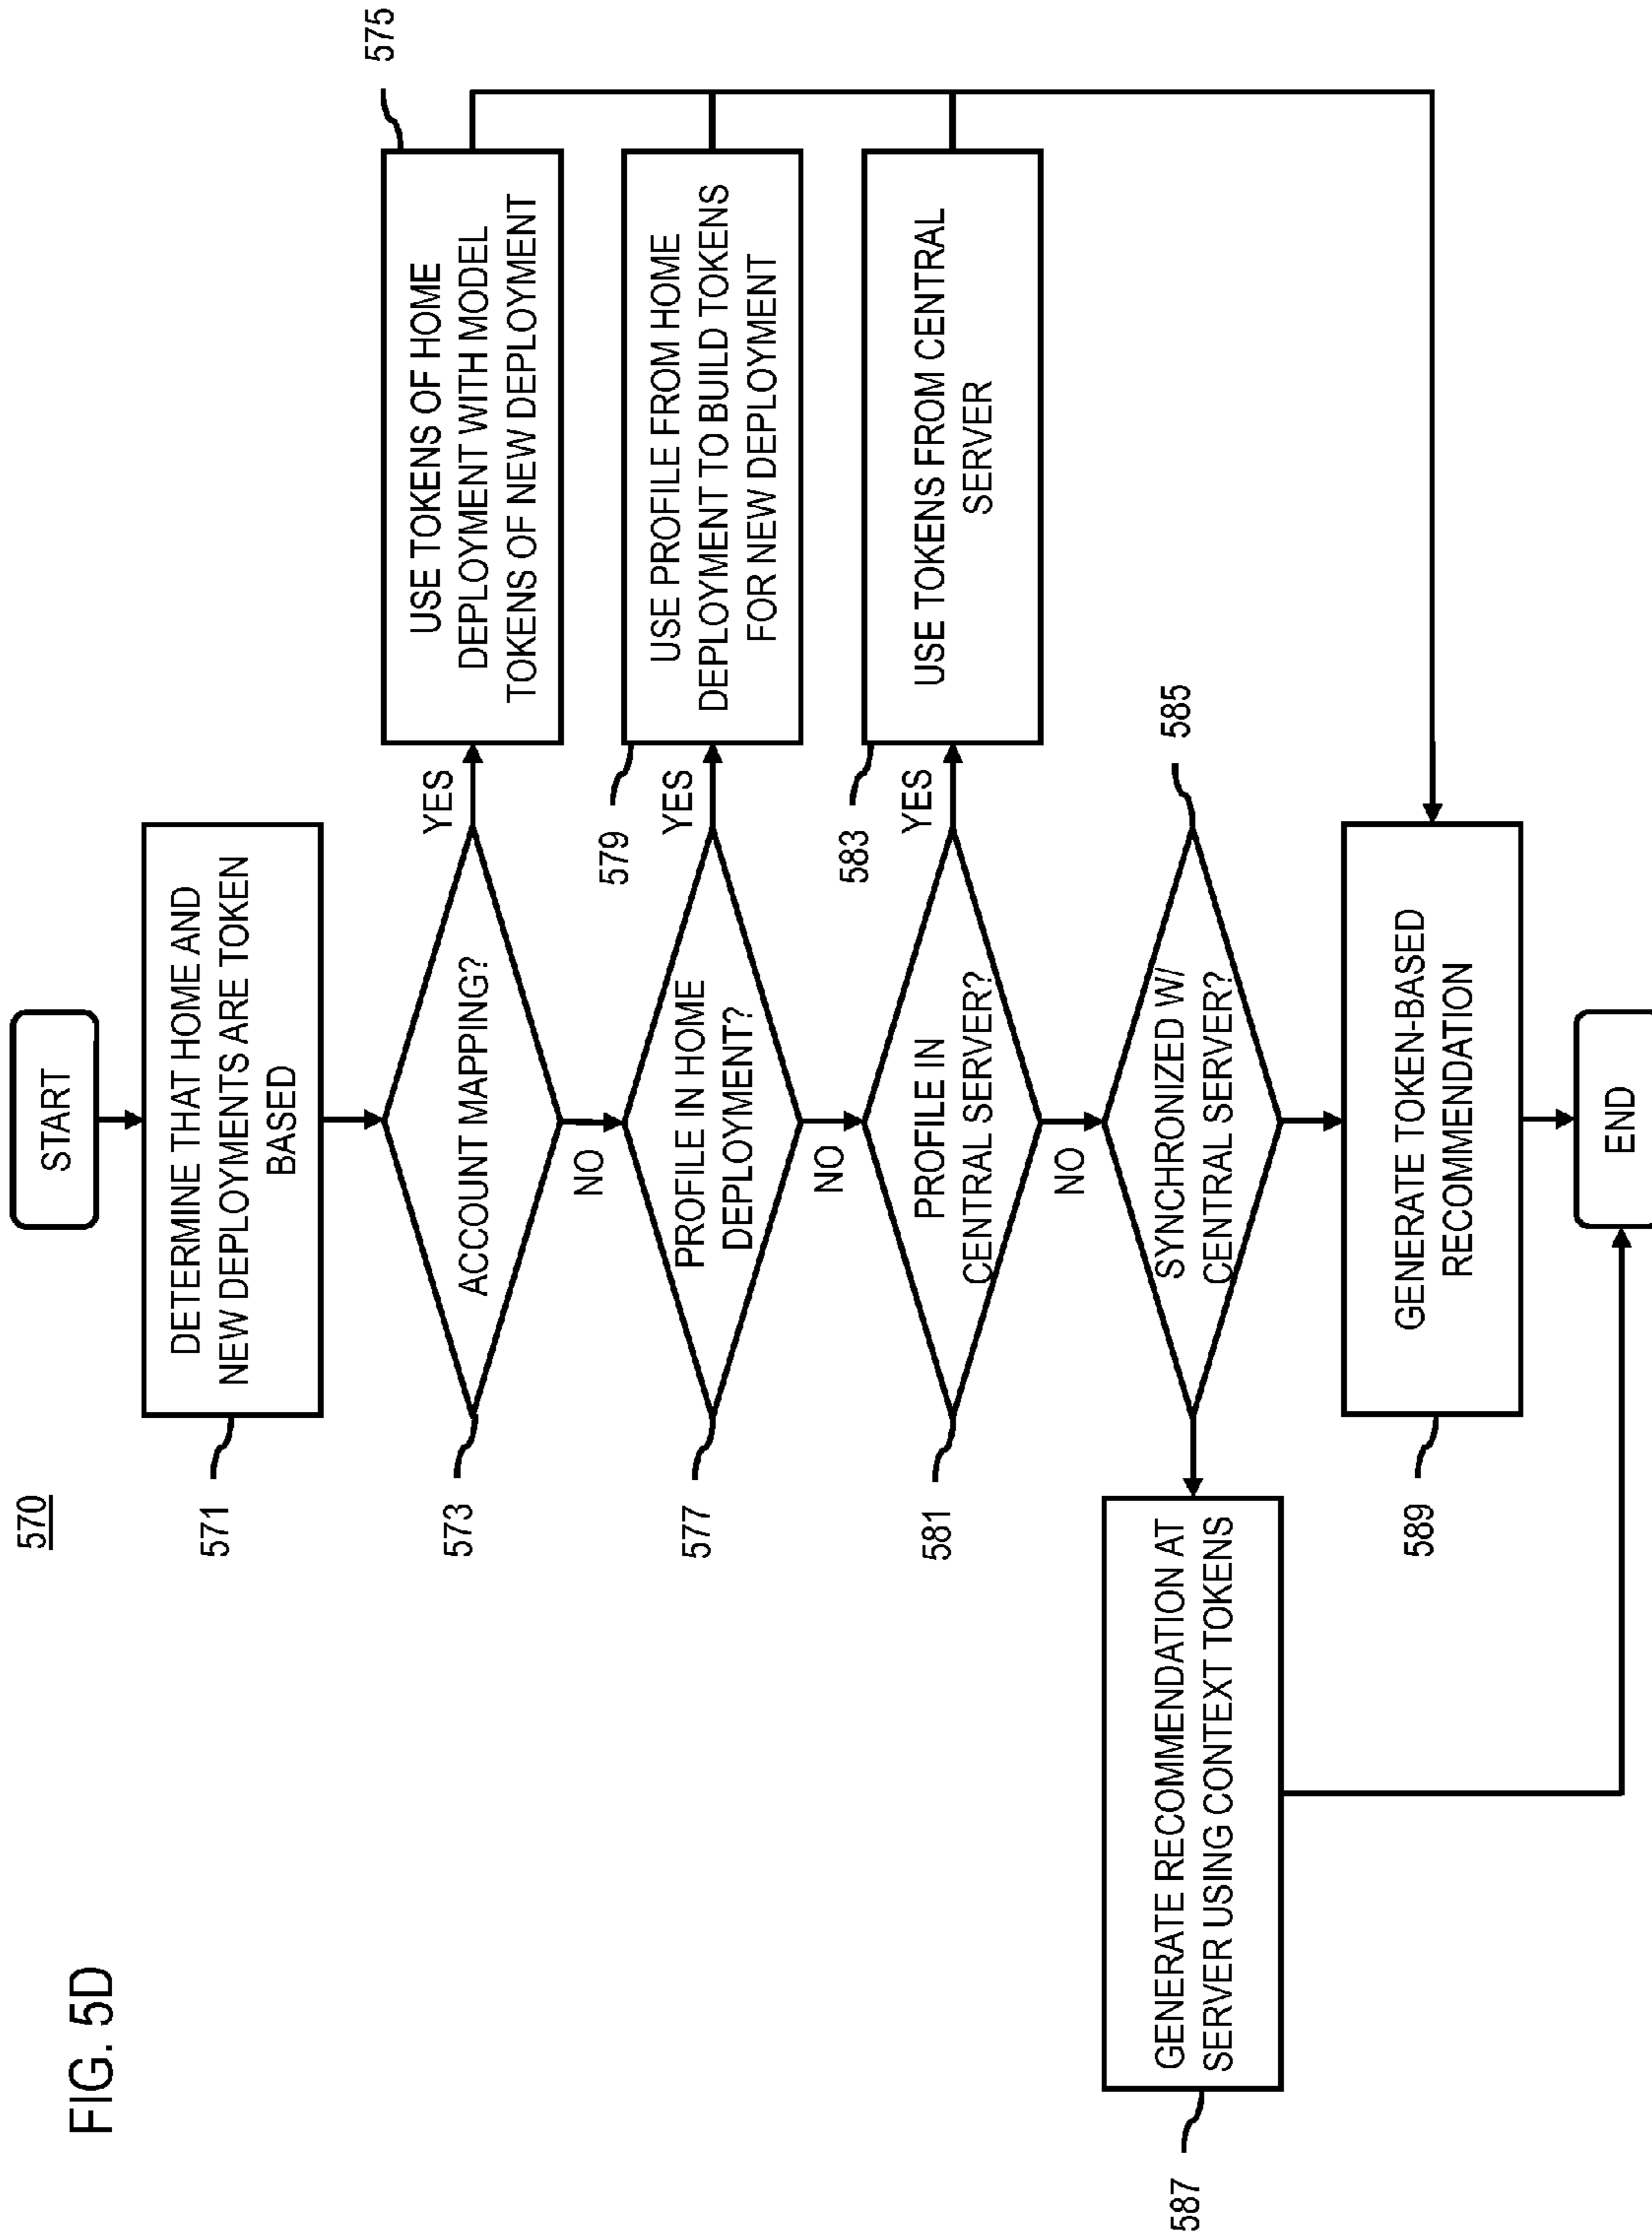 FIG. 5D
570
START
571
DETERMINE THAT HOME AND
NEW DEPLOYMENTS ARE TOKEN
BASED
573
ACCOUNT MAPPING?
YES
575
USE TOKENS OF HOME
DEPLOYMENT WITH MODEL
TOKENS OF NEW DEPLOYMENT
NO
577
PROFILE IN HOME
DEPLOYMENT?
YES
579
USE PROFILE FROM HOME
DEPLOYMENT TO BUILD TOKENS
FOR NEW DEPLOYMENT
NO
581
PROFILE IN
CENTRAL SERVER?
YES
583
USE TOKENS FROM CENTRAL
SERVER
NO
585
SYNCHRONIZED W/
CENTRAL SERVER?
587
GENERATE RECOMMENDATION AT
SERVER USING CONTEXT TOKENS
589
GENERATE TOKEN-BASED
RECOMMENDATION
END